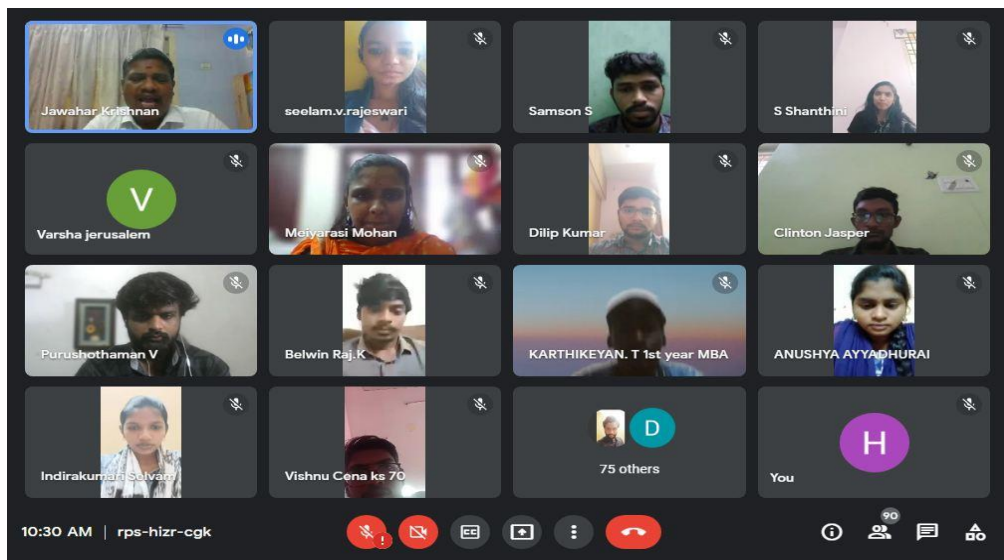 Jawahar Krishnan
seelam.v.rajeswari
Samson S
S Shanthini
V
Varsha jerusalem
Meiyarasi Mohan
Dilip Kumar
Clinton Jasper
Purushothaman V
Belwin Raj.K
KARTHIKEYAN. T 1st year MBA
ANUSHYA AYYADHURAI
Indirakumari Selvam
Vishnu Cena ks 70
D
75 others
H
You
10:30 AM | rps-hizr-cgk
!
CC
90